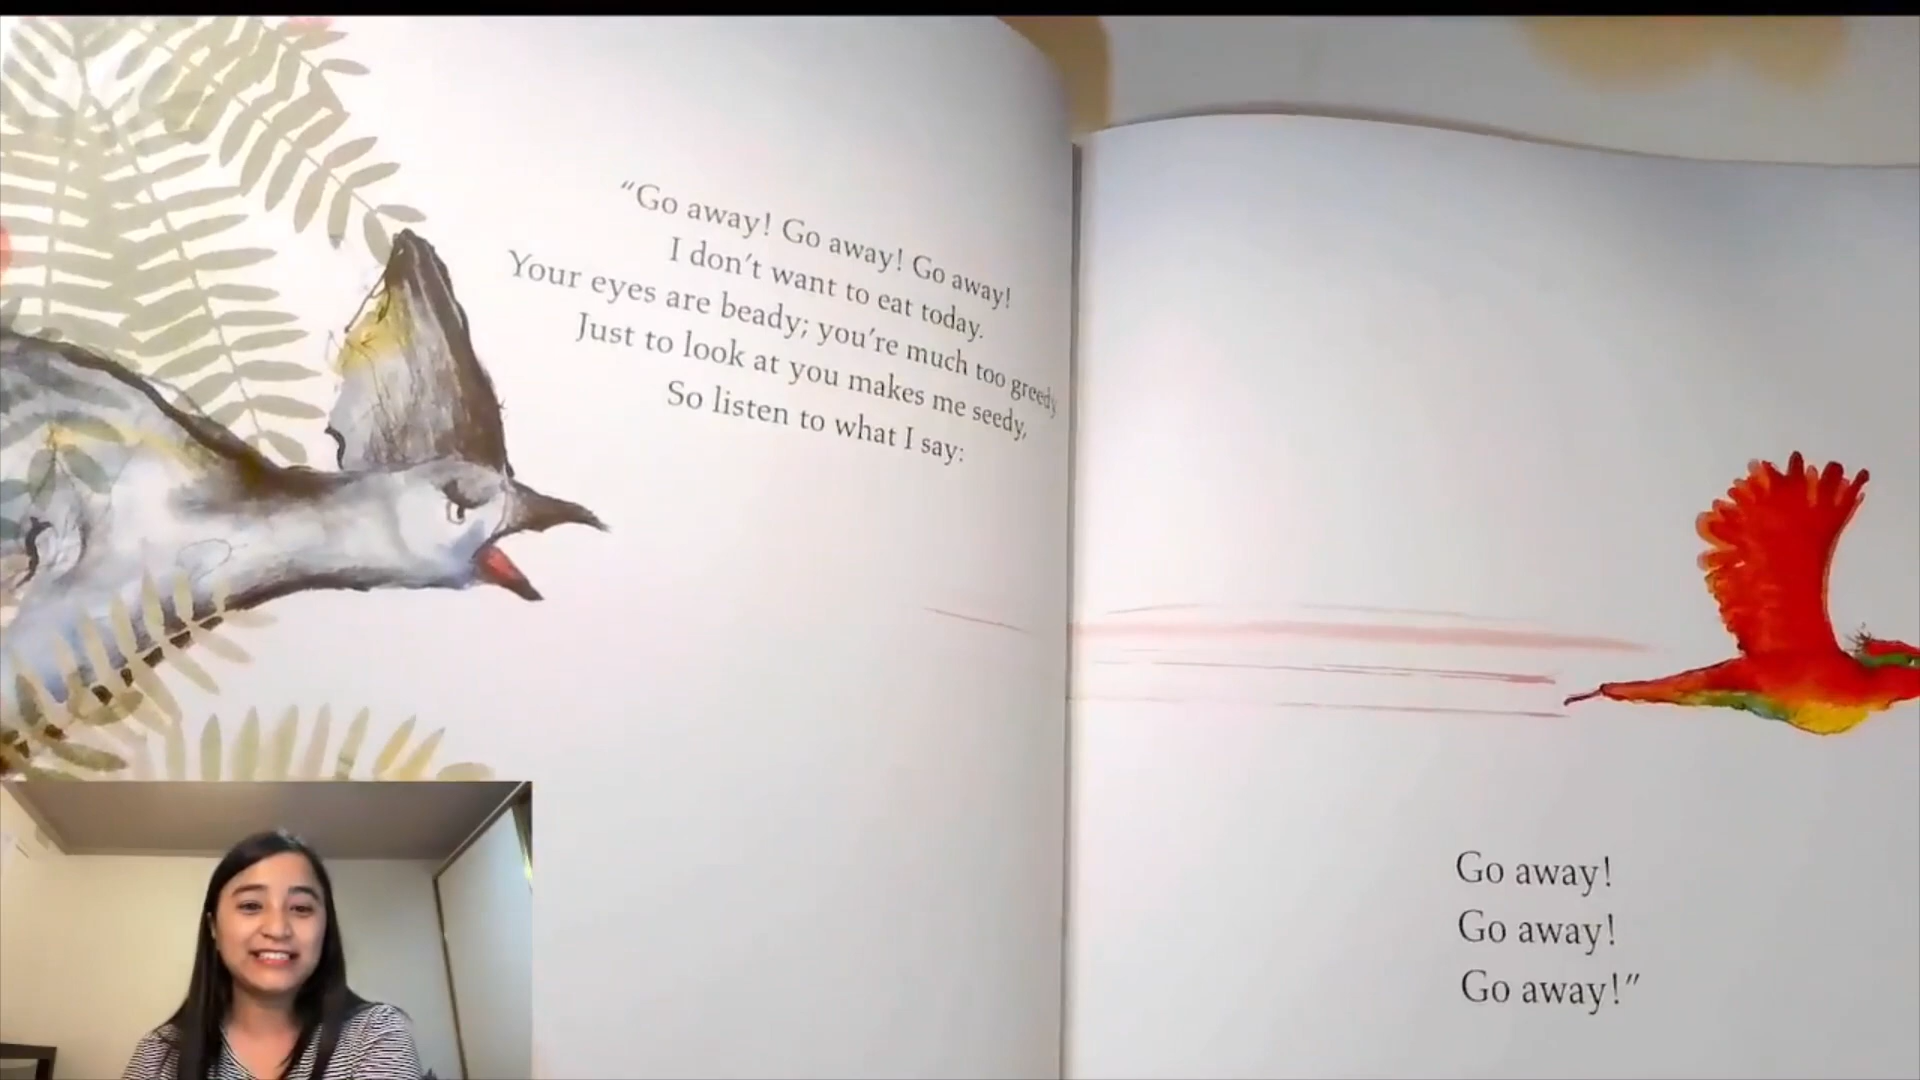 “Go away! Go away! Go away!
I don’t want to eat today.
Your eyes are beady; you’re much too greedy
Just to look at you makes me seedy,
So listen to what I say:
Go away!
Go away!
Go away!”